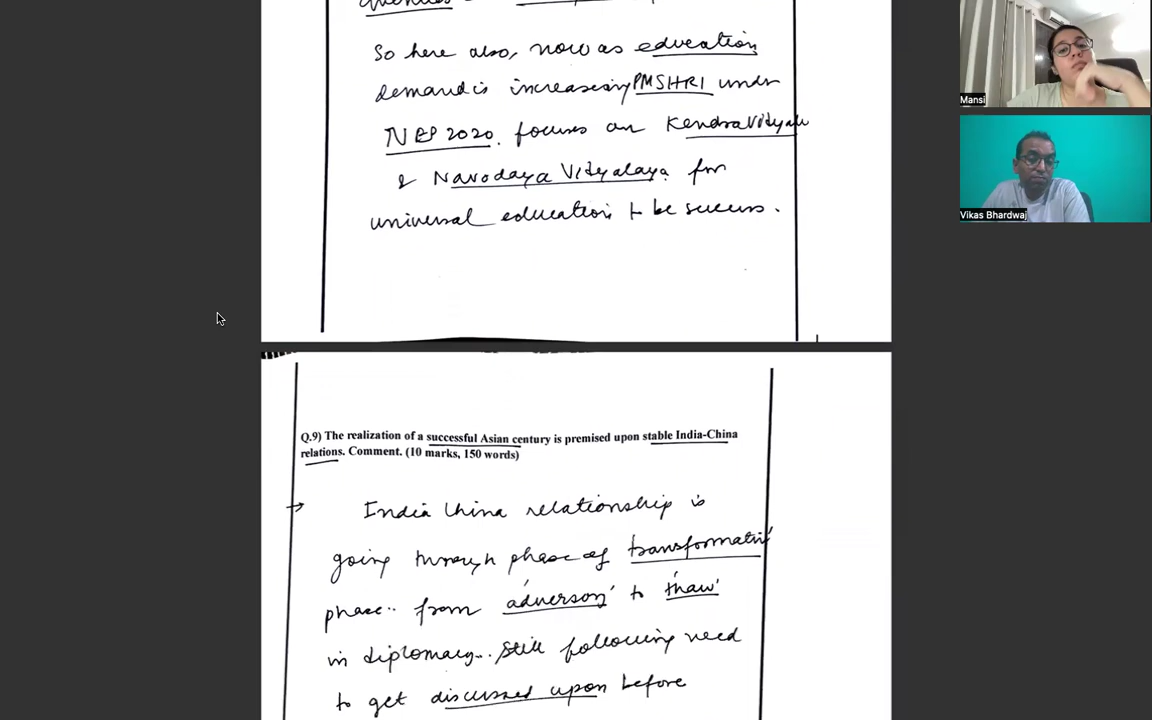 So here also, now as education
demand is increasing PMSHRI under
NEP 2020. focuses on Kendra Vidyale
& Navodaya Vidyalaya for
universal education to be success.
Q.9) The realization of a successful Asian century is premised upon stable India-China
relations. Comment. (10 marks, 150 words)
→ India China relationship is
going through phase of transformativ
phase.. from 'adversory' to 'thaw'
in diplomacy.. Still following need
to get discussed upon before
Mansi
Vikas Bhardwaj